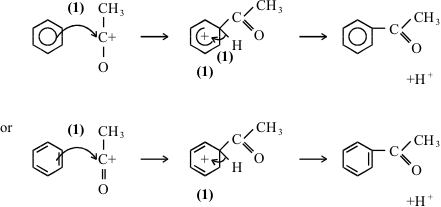 (1) CH₃ CH₃ CH₃
C+ + C C
O H O O
(1) (1)
+H⁺
or
(1) CH₃ CH₃ CH₃
C+ + C C
O H O O
(1)
+H⁺